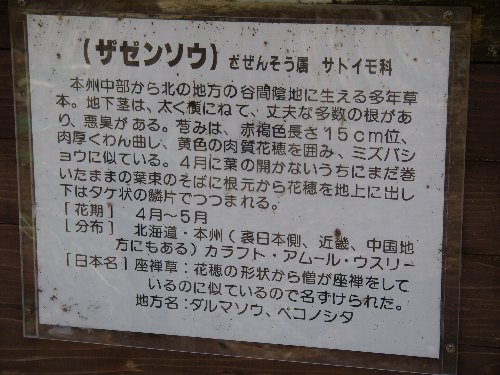 (ザゼンソウ) ざぜんそう属 サトイモ科
本州中部から北の地方の谷間陰地に生える多年草
本。地下茎は、太く横にねて、丈夫な多数の根があ
り、悪臭がある。苞みは、赤褐色長さ15cm位、
肉厚くわん曲し、黄色の肉質花穂を囲み、ミズバシ
ョウに似ている。4月に葉の開かないうちにまだ巻
いたままの葉束のそばに根元から花穂を地上に出し
下はタケ状の鱗片でつつまれる。
[花期] 4月〜5月
[分布] 北海道・本州(裏日本側、近畿、中国地
方にもある)カラフト・アムール・ウスリー
[日本名]座禅草:花穂の形状から僧が座禅をして
いるのに似ているので名ずけられた。
地方名:ダルマソウ、ベコノシタ